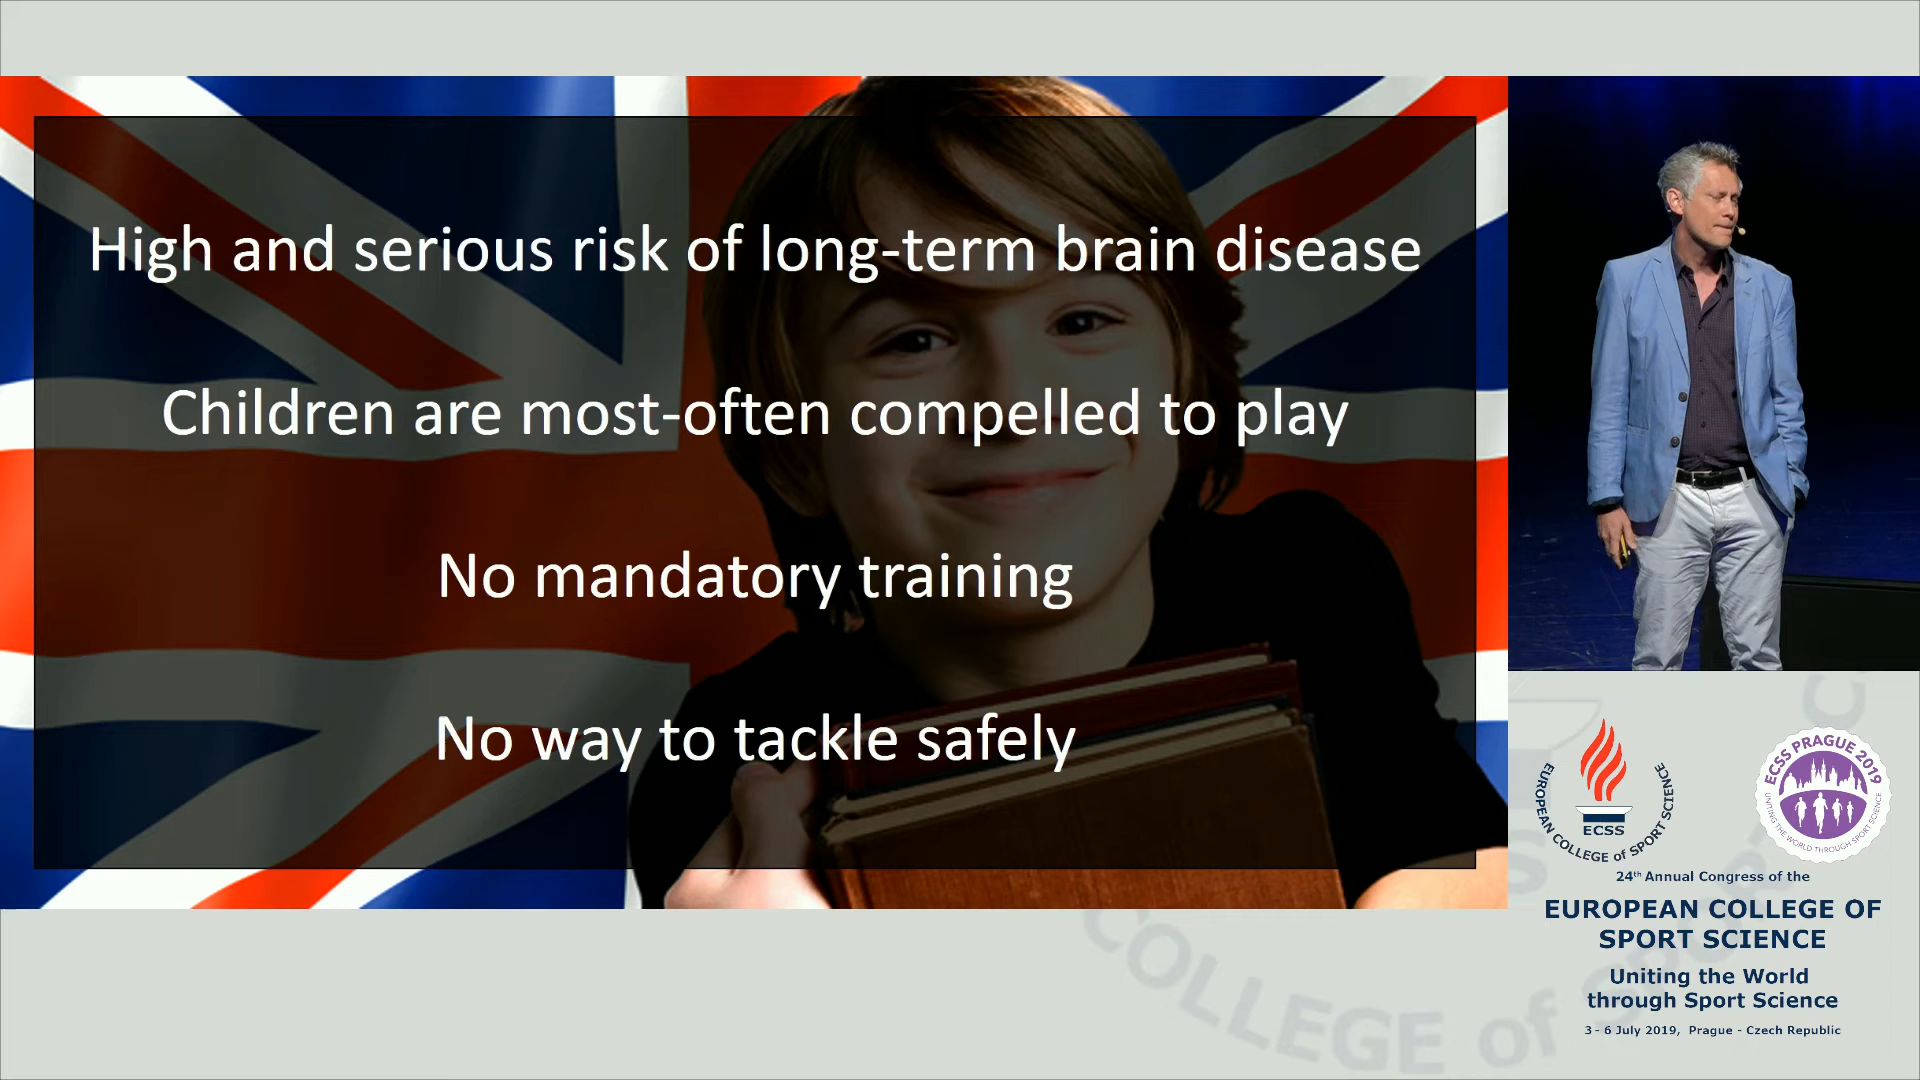 High and serious risk of long-term brain disease
Children are most-often compelled to play
No mandatory training
No way to tackle safely
EUROPEAN COLLEGE of SPORT SCIENCE
ECSS
ECSS PRAGUE 2019
UNITING THE WORLD THROUGH SPORT SCIENCE
24th Annual Congress of the
EUROPEAN COLLEGE OF
SPORT SCIENCE
Uniting the World
through Sport Science
3 - 6 July 2019, Prague - Czech Republic
COLLEGE of SPORT